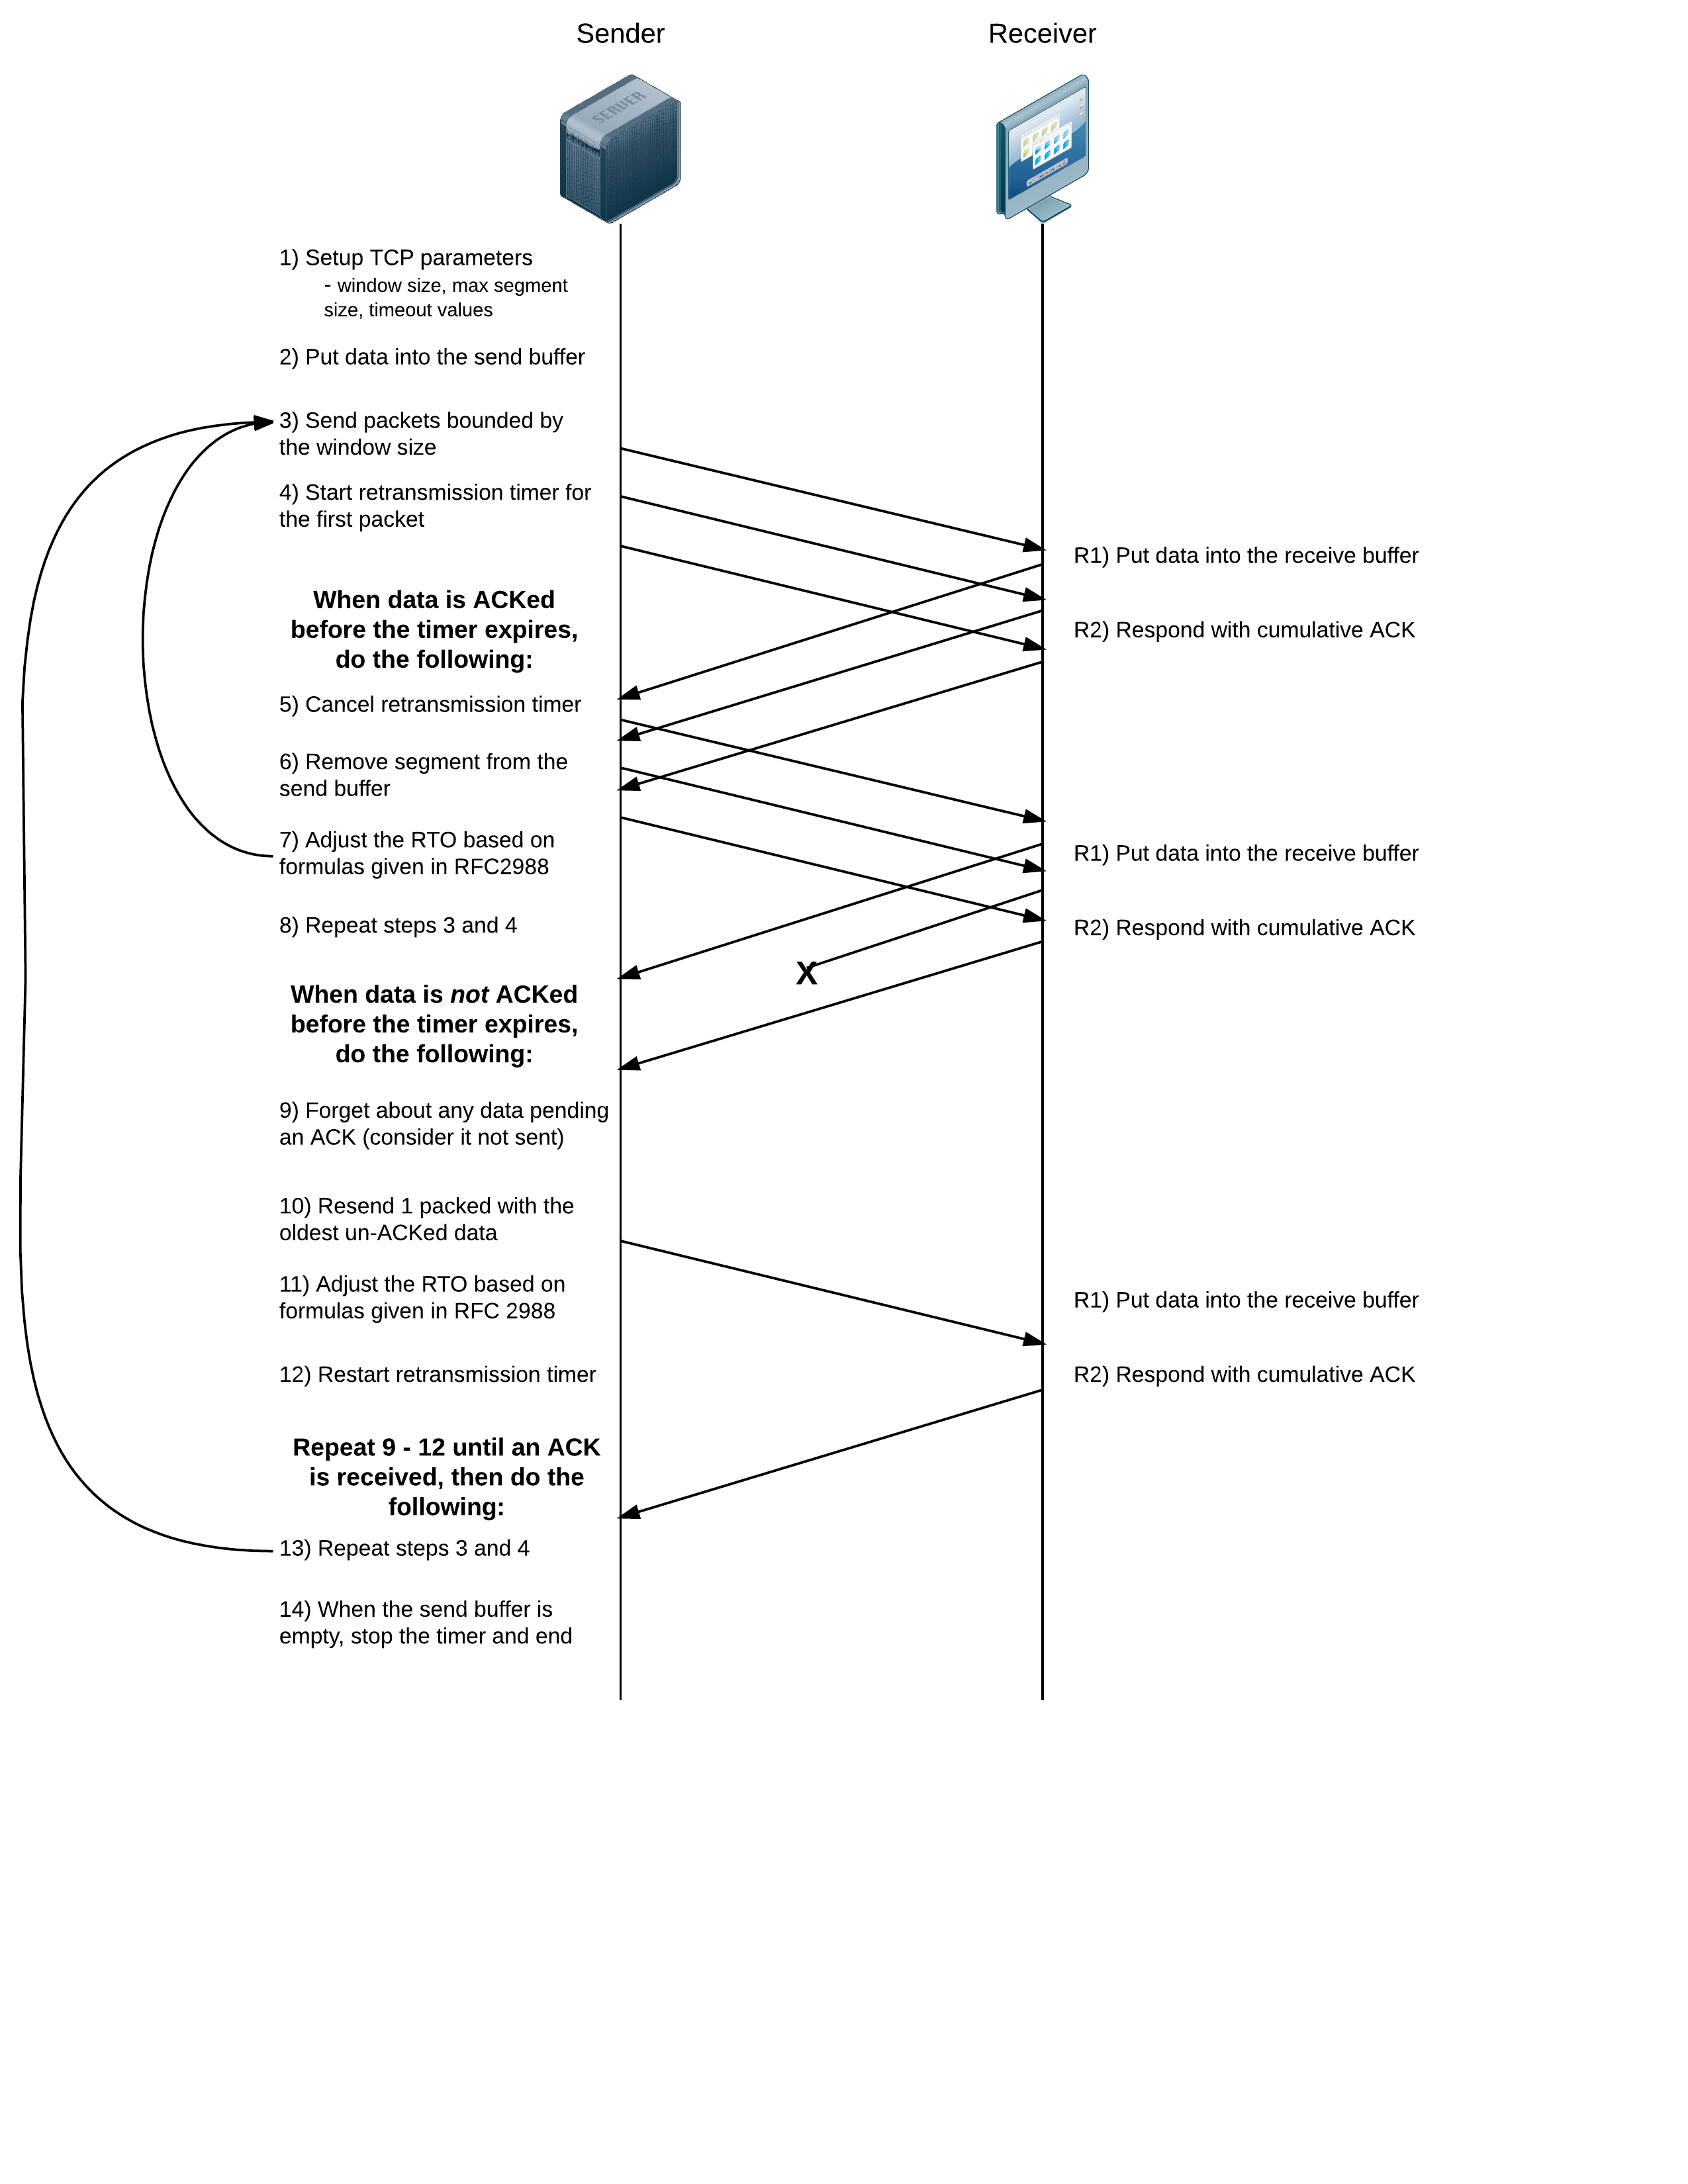 Sender
Receiver
SERVER
1) Setup TCP parameters
- window size, max segment
size, timeout values
2) Put data into the send buffer
3) Send packets bounded by
the window size
4) Start retransmission timer for
the first packet
R1) Put data into the receive buffer
When data is ACKed
before the timer expires,
do the following:
R2) Respond with cumulative ACK
5) Cancel retransmission timer
6) Remove segment from the
send buffer
7) Adjust the RTO based on
formulas given in RFC2988
R1) Put data into the receive buffer
8) Repeat steps 3 and 4
R2) Respond with cumulative ACK
X
When data is not ACKed
before the timer expires,
do the following:
9) Forget about any data pending
an ACK (consider it not sent)
10) Resend 1 packed with the
oldest un-ACKed data
11) Adjust the RTO based on
formulas given in RFC 2988
R1) Put data into the receive buffer
12) Restart retransmission timer
R2) Respond with cumulative ACK
Repeat 9 - 12 until an ACK
is received, then do the
following:
13) Repeat steps 3 and 4
14) When the send buffer is
empty, stop the timer and end